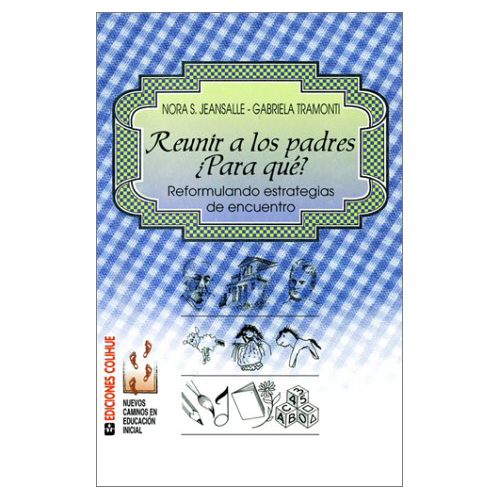 NORA S. JEANSALLE - GABRIELA TRAMONTI
Reunir a los padres
¿Para qué?
Reformulando estrategias
de encuentro
EDICIONES COLIHUE
NUEVOS
CAMINOS EN
EDUCACIÓN
INICIAL